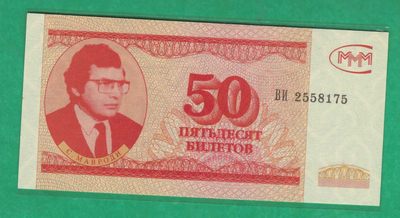 МММ
50
ВИ 2558175
ПЯТЬДЕСЯТ
БИЛЕТОВ
С. МАВРОДИ